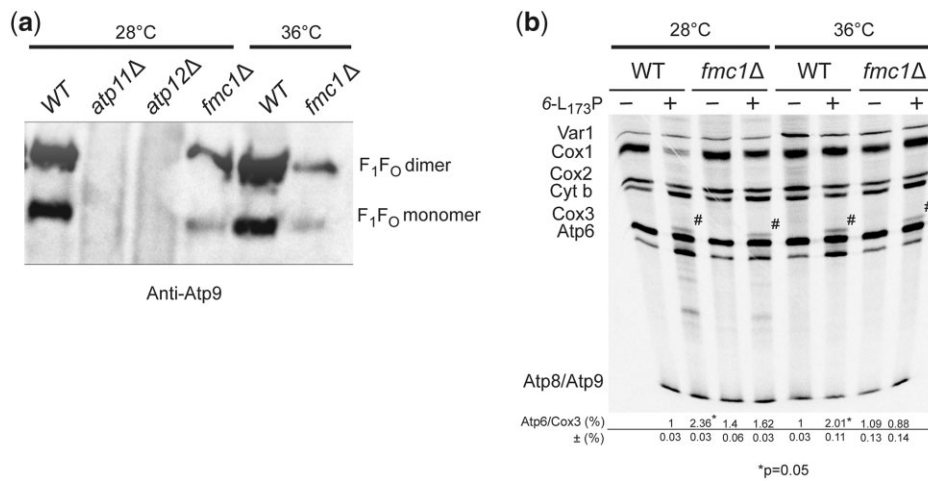 (a)
28°C 36°C
WT atp11Δ atp12Δ fmc1Δ WT fmc1Δ
F1FO dimer
F1FO monomer
Anti-Atp9
(b)
28°C 36°C
WT fmc1Δ WT fmc1Δ
6-L173P − + − + − + − +
Var1
Cox1
Cox2
Cyt b
Cox3
Atp6
# # # #
Atp8/Atp9
Atp6/Cox3 (%) 1 2.36* 1.4 1.62 1 2.01* 1.09 0.88
± (%) 0.03 0.03 0.06 0.03 0.03 0.11 0.13 0.14
*p=0.05